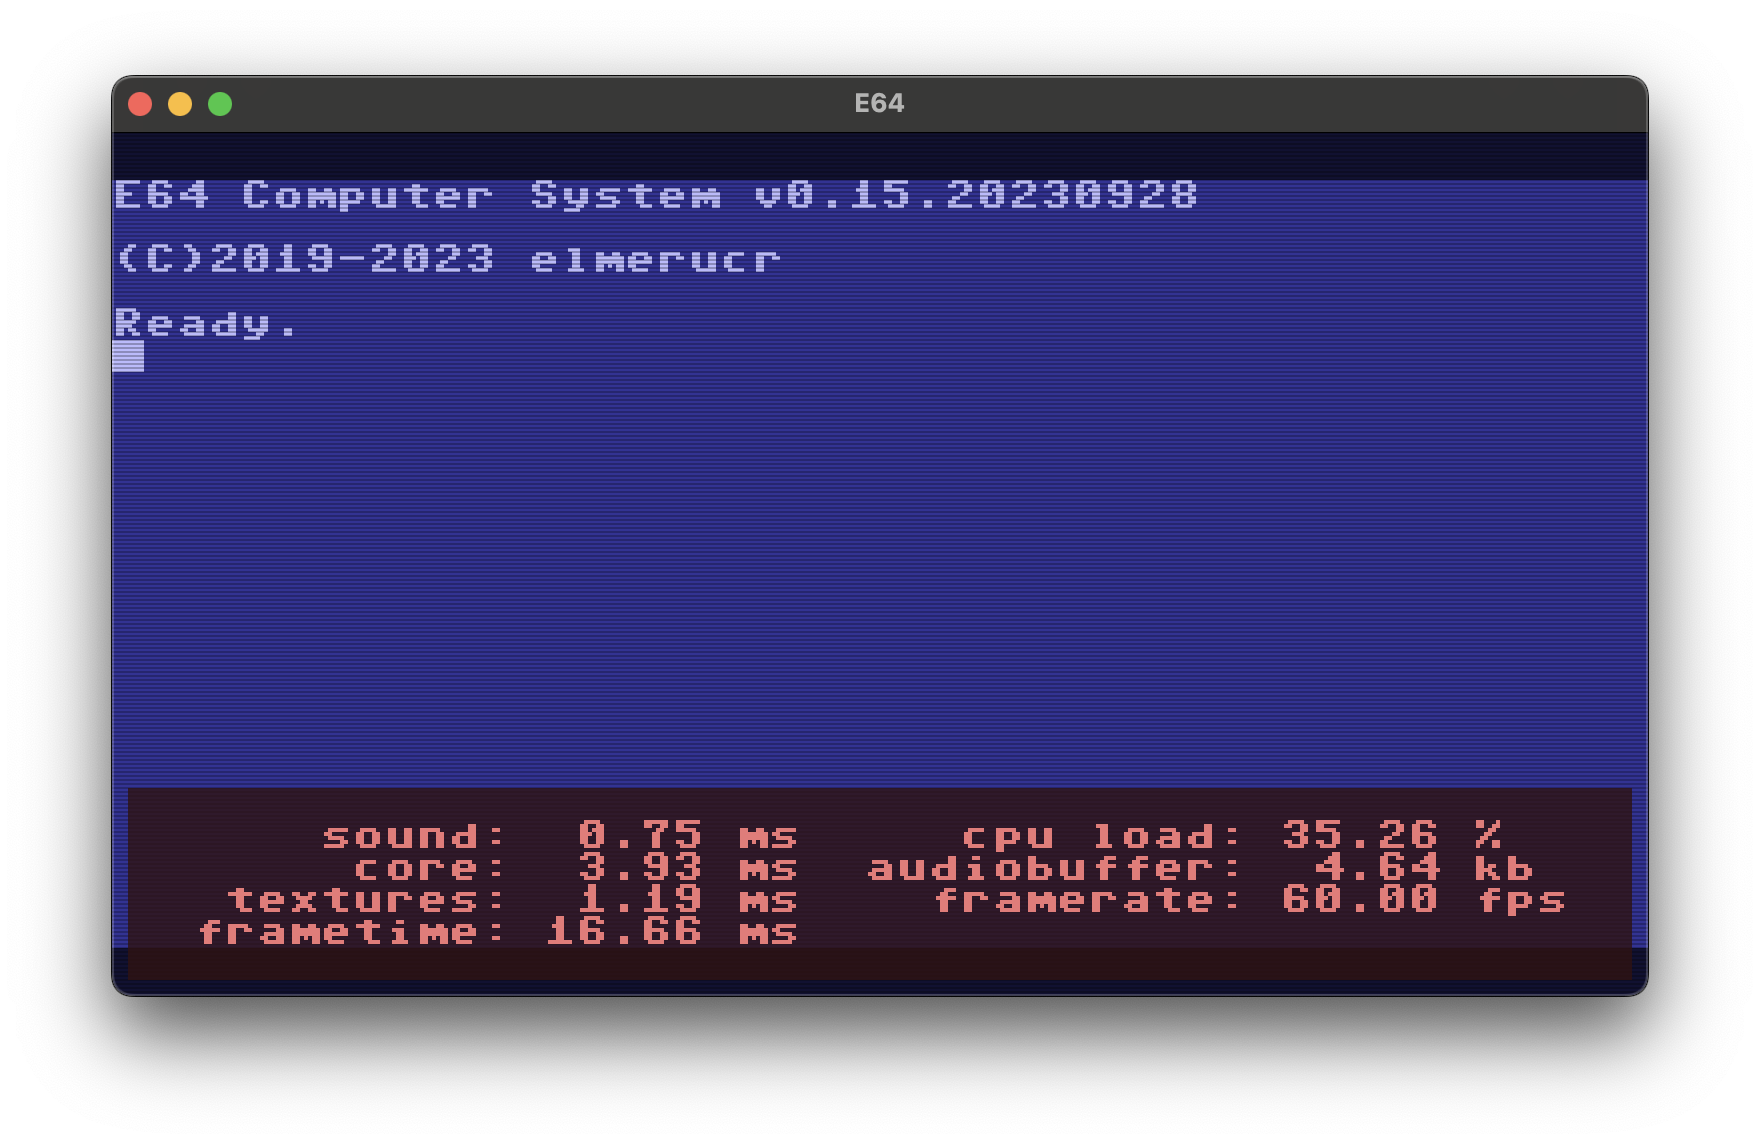 E64
E64 Computer System v0.15.20230928
(C)2019-2023 elmerucr
Ready.
sound: 0.75 ms cpu load: 35.26 %
core: 3.93 ms audiobuffer: 4.64 kb
textures: 1.19 ms framerate: 60.00 fps
frametime: 16.66 ms